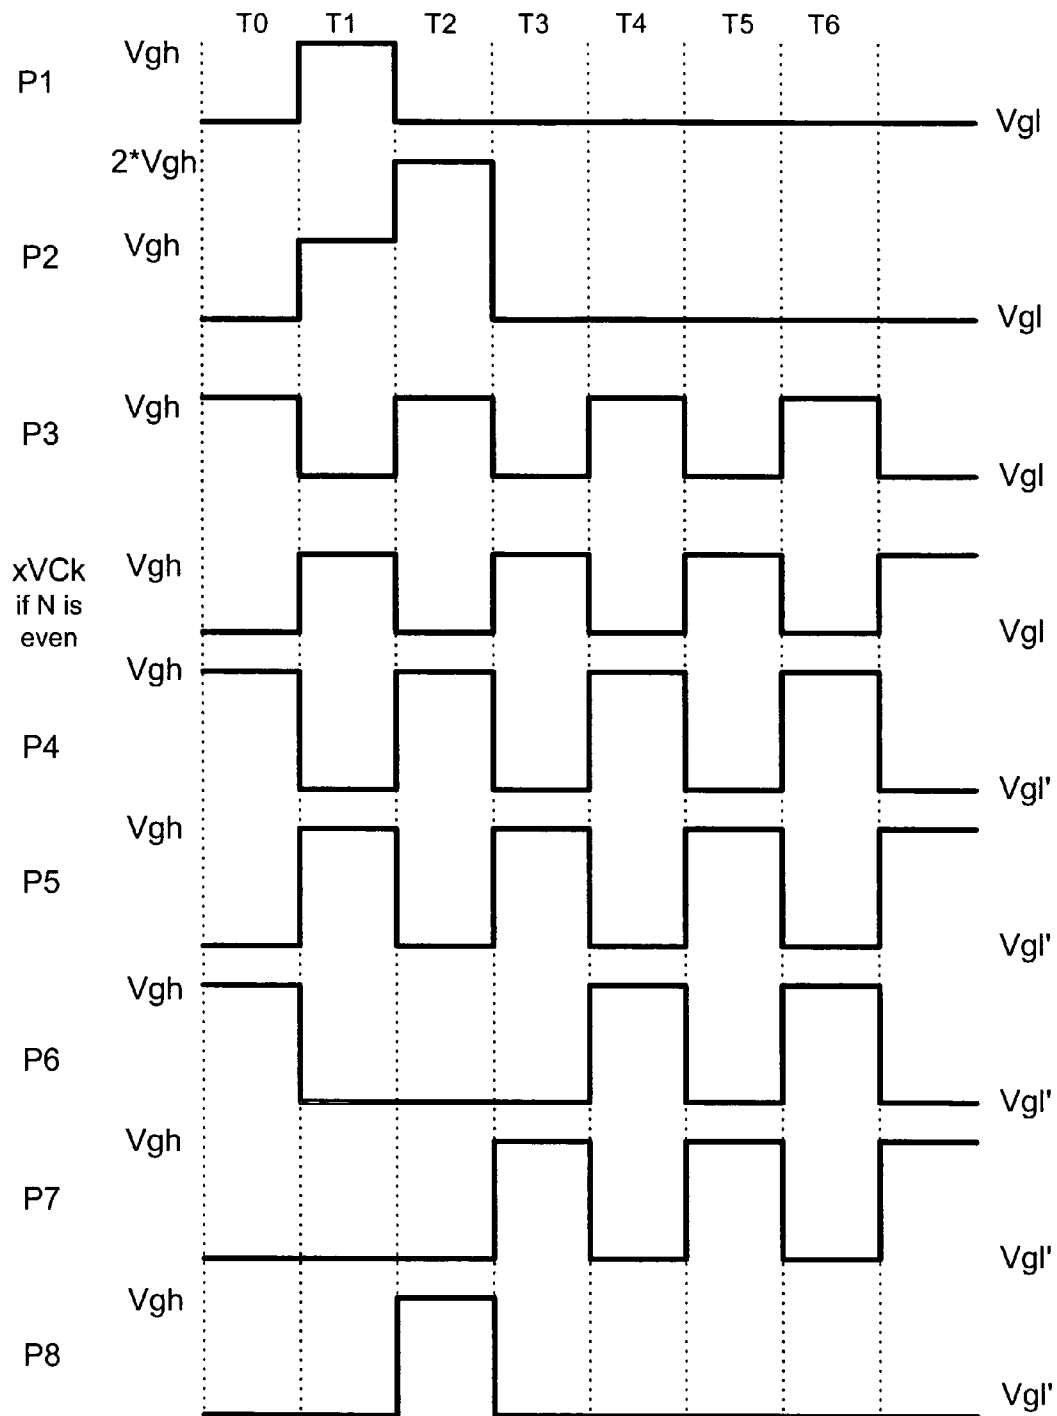 T0 T1 T2 T3 T4 T5 T6
Vgh
P1
Vgl
2*Vgh
Vgh
P2
Vgl
Vgh
P3
Vgl
xVCk
if N is
even
Vgh
Vgl
Vgh
P4
Vgl'
Vgh
P5
Vgl'
Vgh
P6
Vgl'
Vgh
P7
Vgl'
Vgh
P8
Vgl'